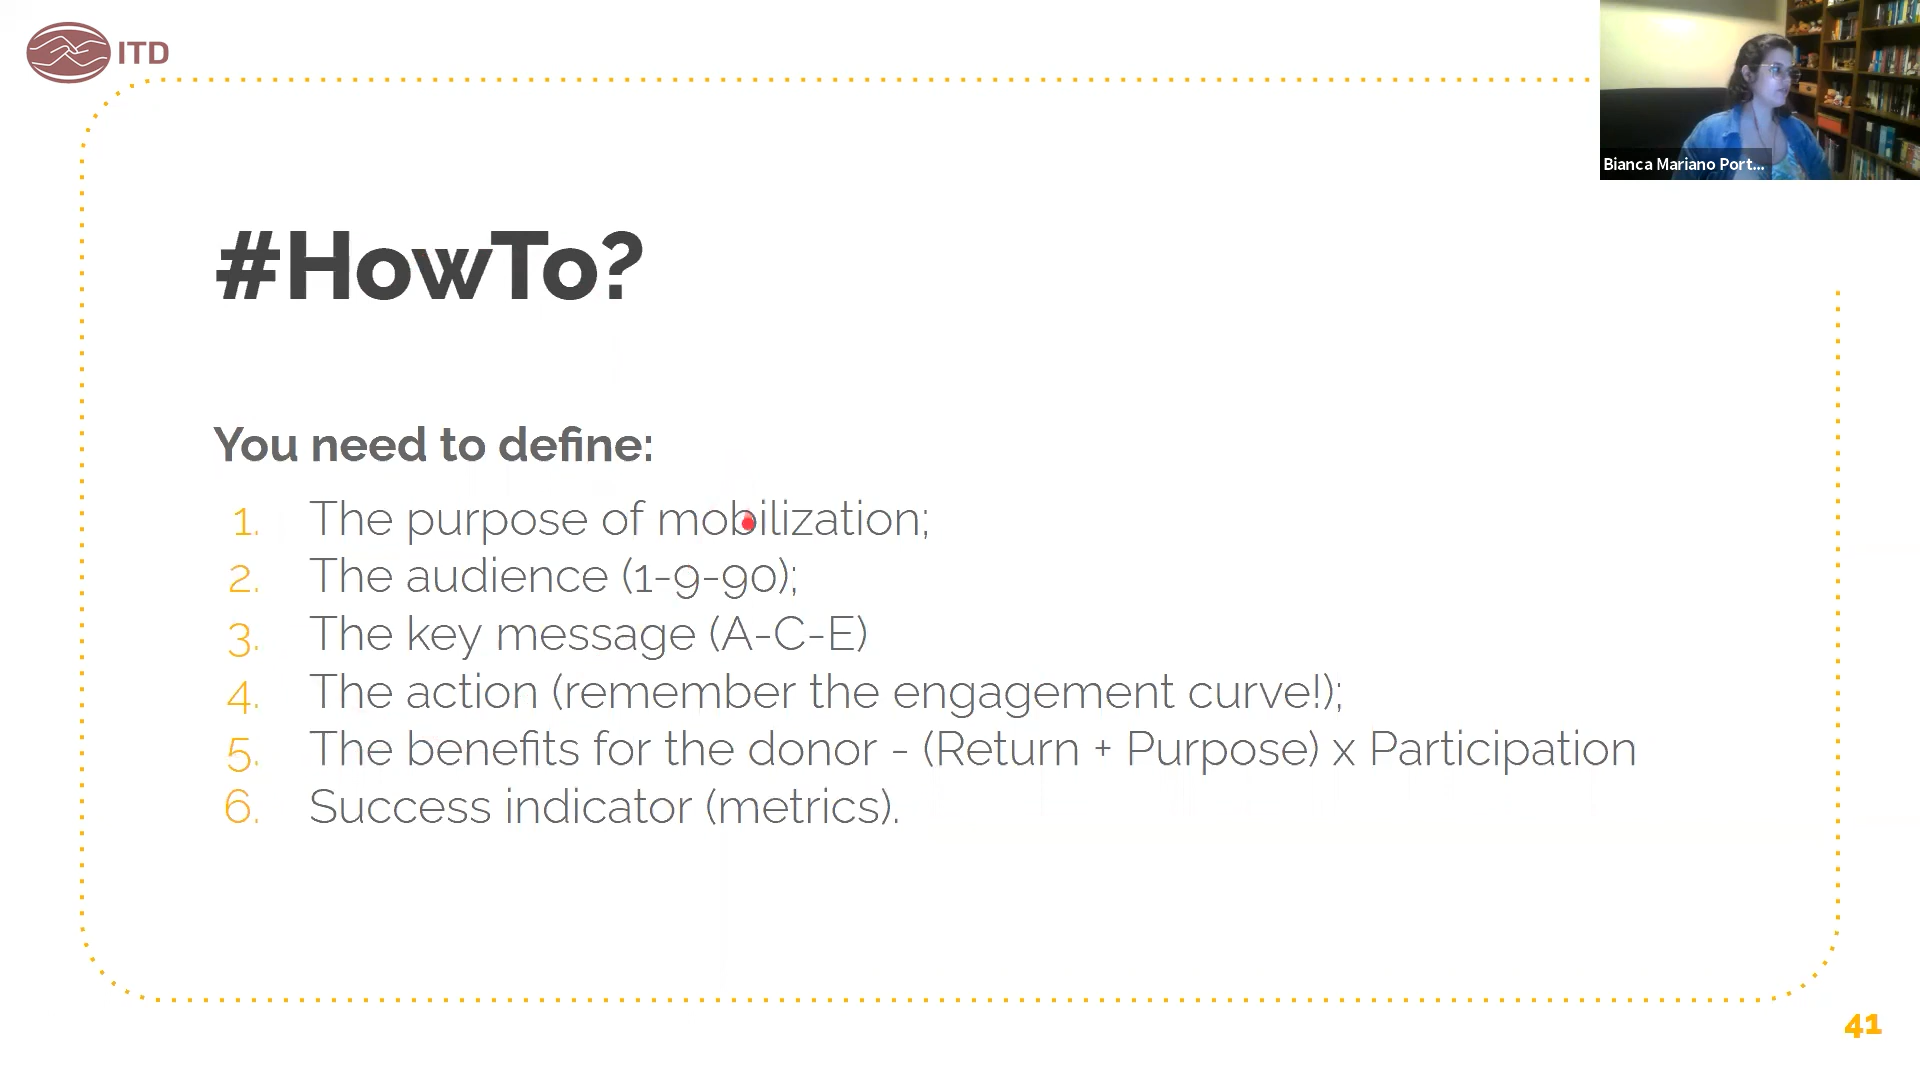 ITD
Bianca Mariano Port...
#HowTo?
You need to define:
1. The purpose of mobilization;
2. The audience (1-9-90);
3. The key message (A-C-E)
4. The action (remember the engagement curve!);
5. The benefits for the donor - (Return + Purpose) x Participation
6. Success indicator (metrics).
41